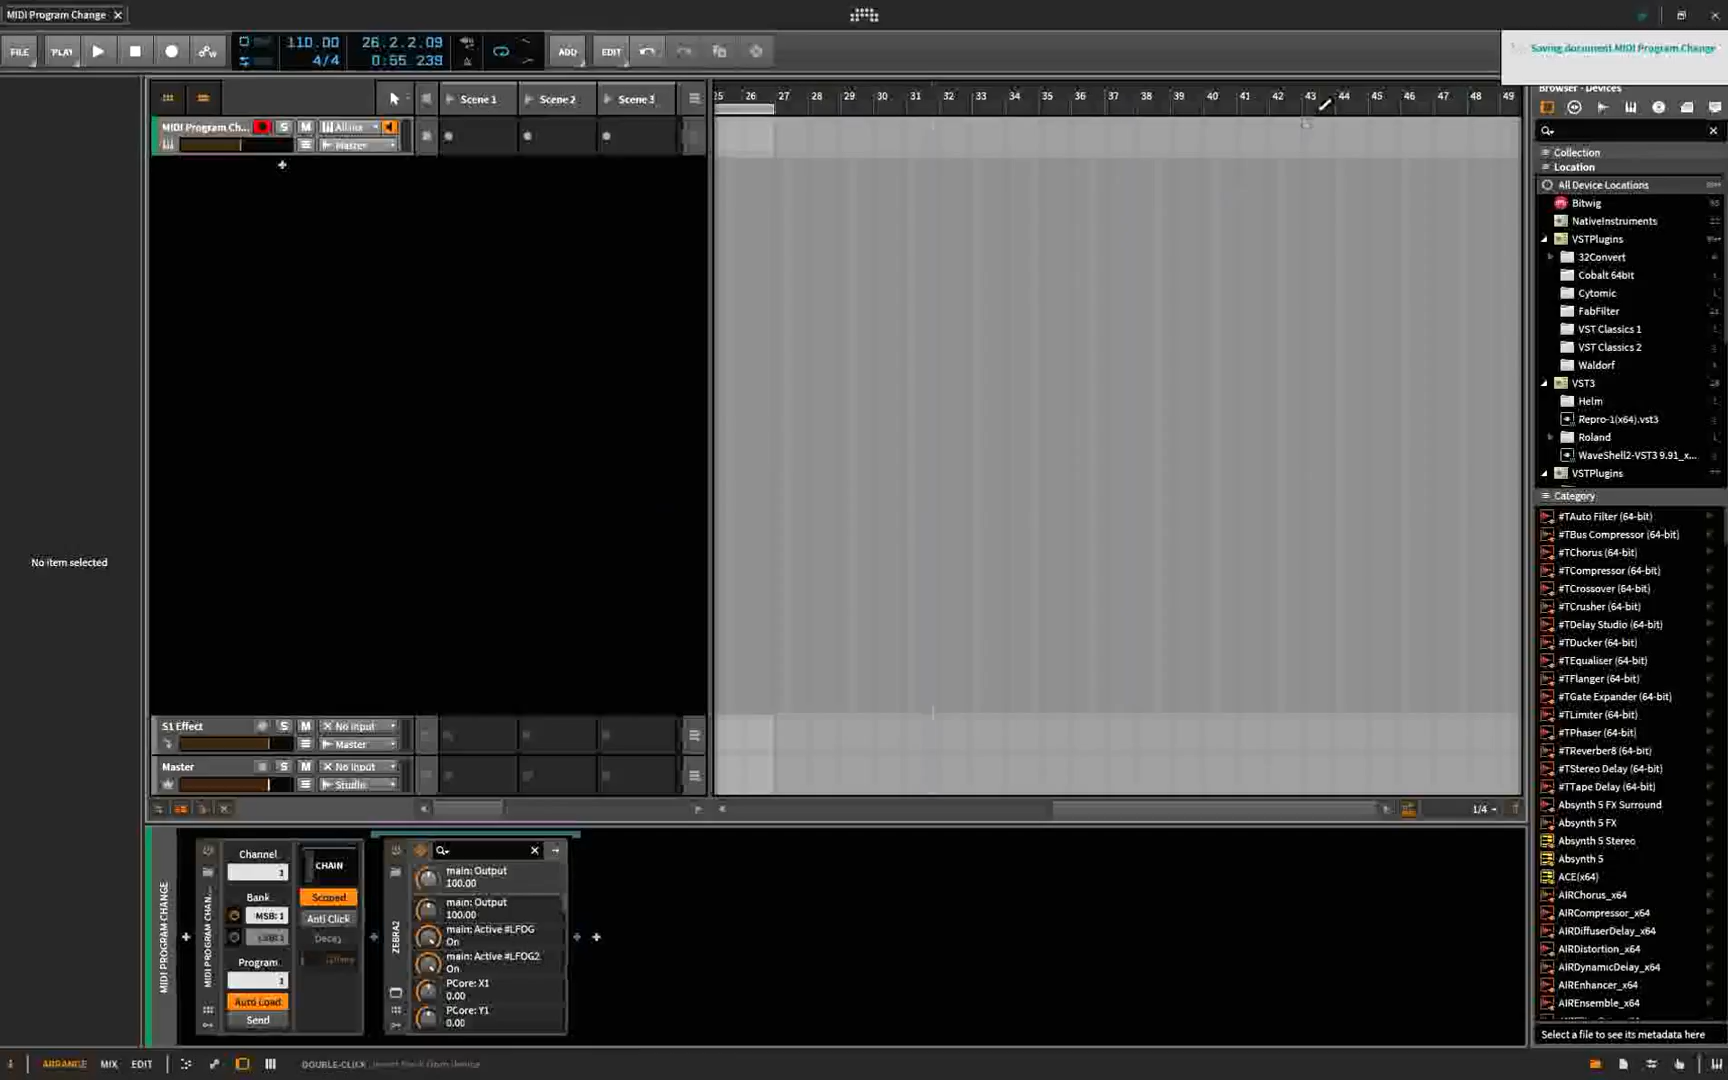 MIDI Program Change
FILE
PLAY
110.00
4/4
26.2.2.09
0:55 239
ADD
EDIT
Saving document MIDI Program Change
Scene 1
Scene 2
Scene 3
25 26 27 28 29 30 31 32 33 34 35 36 37 38 39 40 41 42 43 44 45 46 47 48 49
Browser - Devices
MIDI Program Ch...
S
M
All ins
Master
Collection
Location
All Device Locations
Bitwig
NativeInstruments
VSTPlugins
32Convert
Cobalt 64bit
Cytomic
FabFilter
VST Classics 1
VST Classics 2
Waldorf
VST3
Helm
Repro-1(x64).vst3
Roland
WaveShell2-VST3 9.91_x...
VSTPlugins
Category
#TAuto Filter (64-bit)
#TBus Compressor (64-bit)
#TChorus (64-bit)
#TCompressor (64-bit)
#TCrossover (64-bit)
#TCrusher (64-bit)
#TDelay Studio (64-bit)
#TDucker (64-bit)
#TEqualiser (64-bit)
#TFlanger (64-bit)
#TGate Expander (64-bit)
#TLimiter (64-bit)
#TPhaser (64-bit)
#TReverber8 (64-bit)
#TStereo Delay (64-bit)
#TTape Delay (64-bit)
Absynth 5 FX Surround
Absynth 5 FX
Absynth 5 Stereo
Absynth 5
ACE(x64)
AIRChorus_x64
AIRCompressor_x64
AIRDiffuserDelay_x64
AIRDistortion_x64
AIRDynamicDelay_x64
AIREnhancer_x64
AIREnsemble_x64
Select a file to see its metadata here
No item selected
S1 Effect
S
M
No input
Master
Master
S
M
No input
Studio
1/4
MIDI PROGRAM CHANGE
MIDI PROGRAM CHAN...
Channel
1
Bank
MSB: 1
Program
1
Auto Load
Send
CHAIN
Scoped
Anti Click
Decay
ZEBRA2
main: Output
100.00
main: Output
100.00
main: Active #LFOG
On
main: Active #LFOG2
On
PCore: X1
0.00
PCore: Y1
0.00
ARRANGE
MIX
EDIT
DOUBLE-CLICK